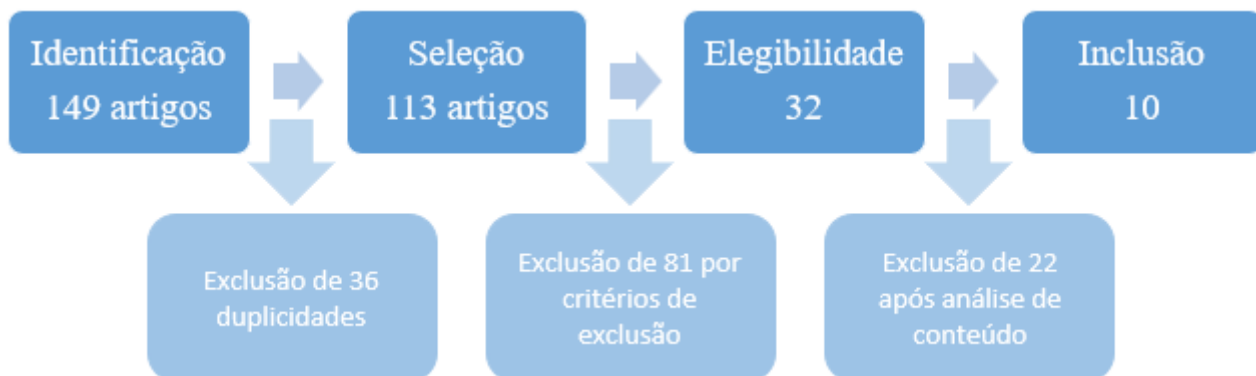 Identificação
149 artigos
Seleção
113 artigos
Elegibilidade
32
Inclusão
10
Exclusão de 36
duplicidades
Exclusão de 81 por
critérios de
exclusão
Exclusão de 22
após análise de
conteúdo